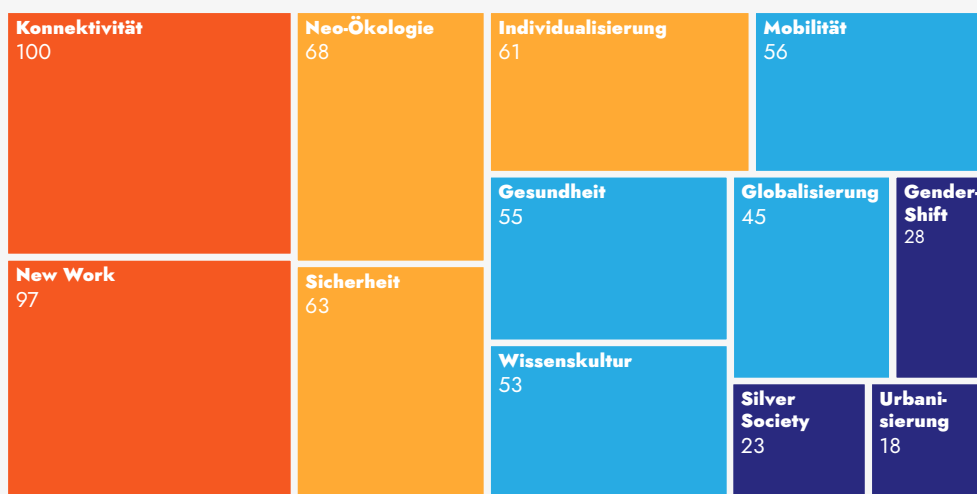 Konnektivität
100
Neo-Ökologie
68
Individualisierung
61
Mobilität
56
Gesundheit
55
Globalisierung
45
Gender-
Shift
28
New Work
97
Sicherheit
63
Wissenskultur
53
Silver
Society
23
Urbani-
sierung
18